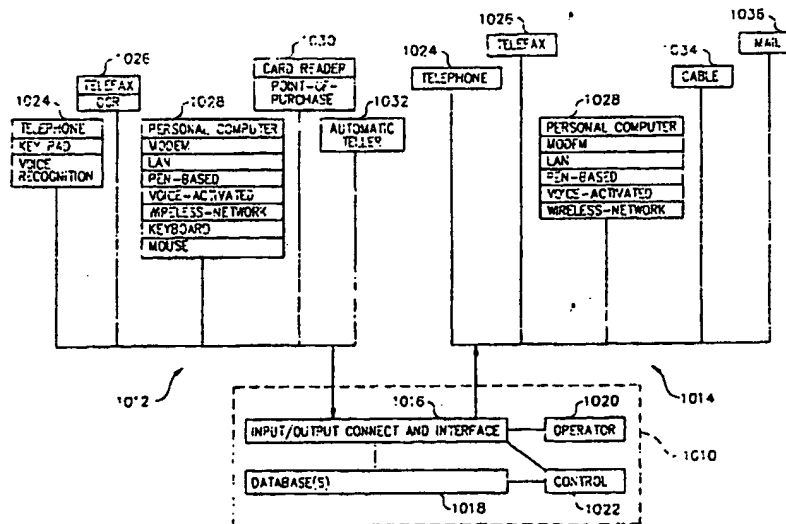 1026
TELEFAX
OCR
1024
TELEPHONE
KEY PAD
VOICE
RECOGNITION
1028
PERSONAL COMPUTER
MODEM
LAN
PEN-BASED
VOICE-ACTIVATED
WIRELESS-NETWORK
KEYBOARD
MOUSE
1030
CARD READER
POINT-OF-
PURCHASE
1032
AUTOMATIC
TELLER
1024
TELEPHONE
1026
TELEFAX
1028
PERSONAL COMPUTER
MODEM
LAN
PEN-BASED
VOICE-ACTIVATED
WIRELESS-NETWORK
1034
CABLE
1036
MAIL
1012
1014
1016
INPUT/OUTPUT CONNECT AND INTERFACE
1020
OPERATOR
1010
DATABASE(S)
1018
CONTROL
1022